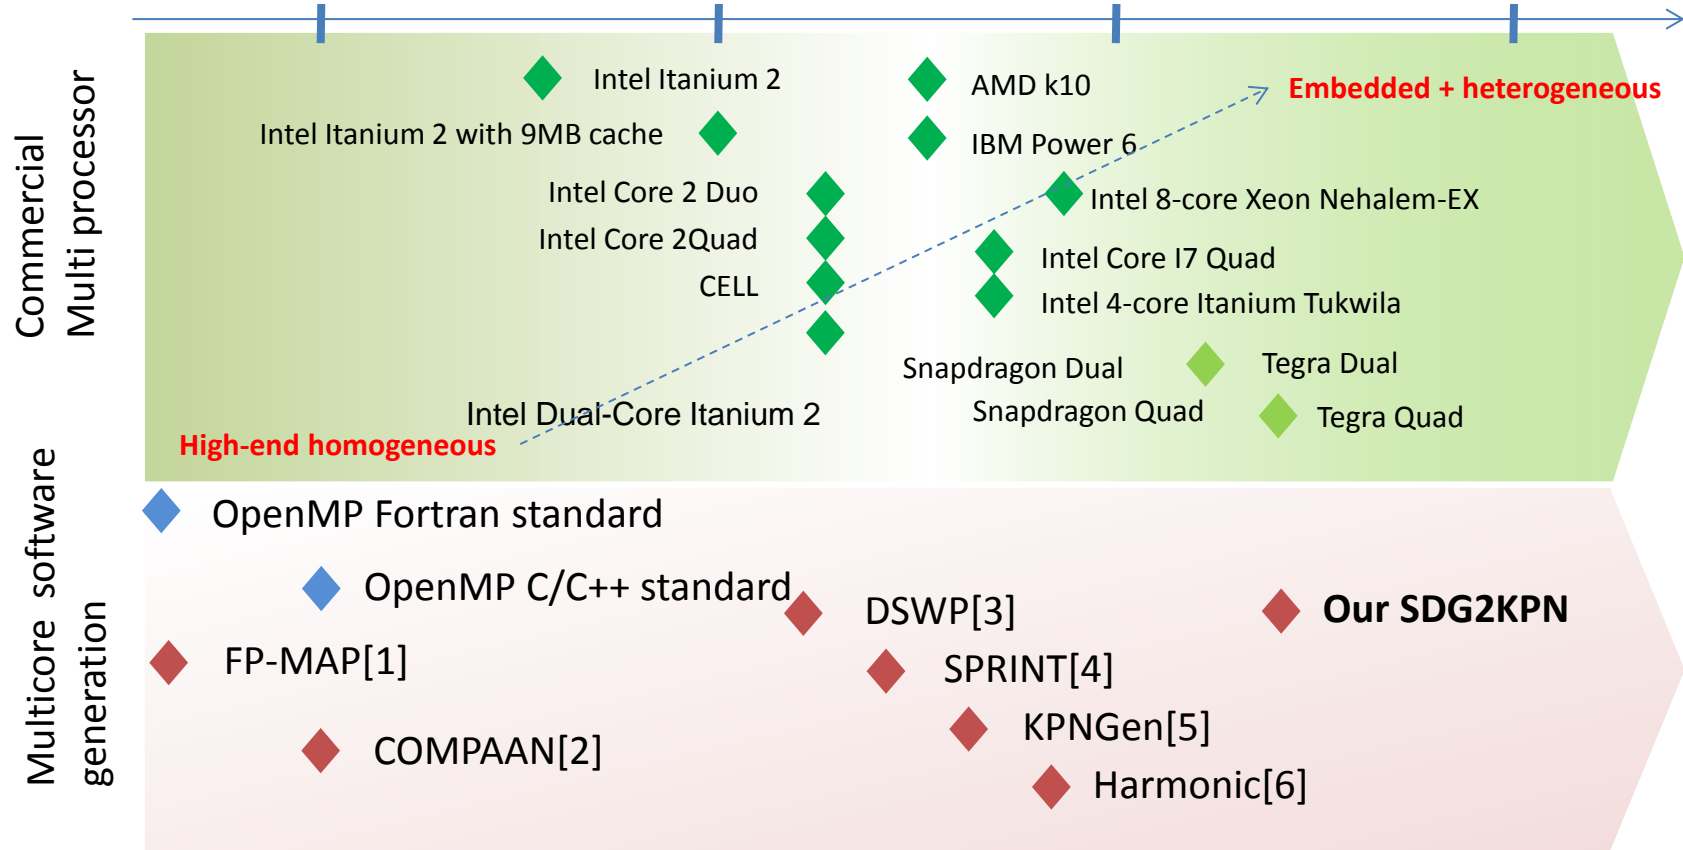 Commercial
Multi processor
Intel Itanium 2
AMD k10
Embedded + heterogeneous
Intel Itanium 2 with 9MB cache
IBM Power 6
Intel Core 2 Duo
Intel 8-core Xeon Nehalem-EX
Intel Core 2Quad
Intel Core I7 Quad
CELL
Intel 4-core Itanium Tukwila
Snapdragon Dual
Tegra Dual
Intel Dual-Core Itanium 2
Snapdragon Quad
Tegra Quad
High-end homogeneous
Multicore software
generation
OpenMP Fortran standard
OpenMP C/C++ standard
DSWP[3]
Our SDG2KPN
FP-MAP[1]
SPRINT[4]
KPNGen[5]
COMPAAN[2]
Harmonic[6]